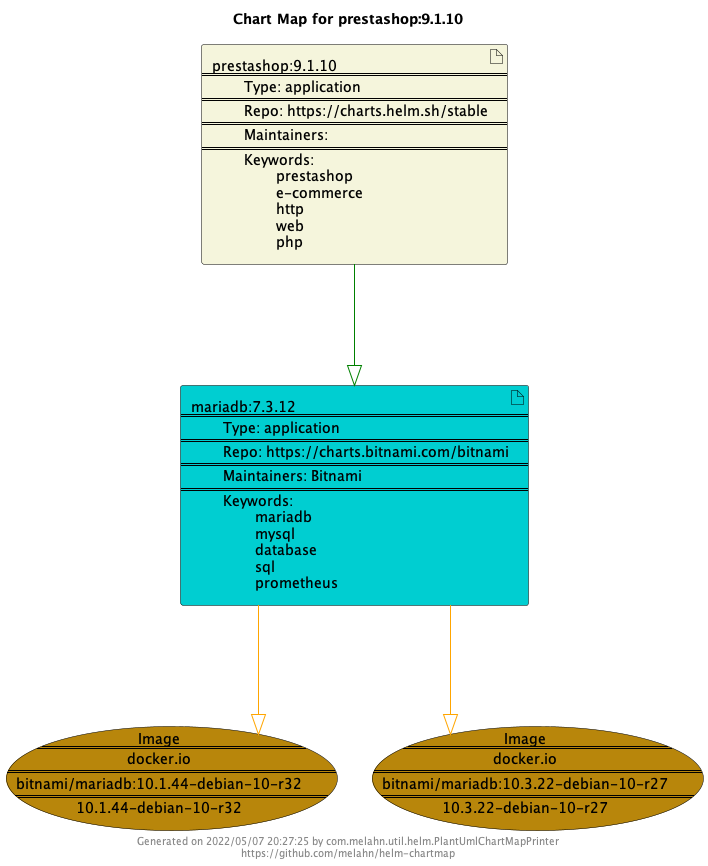 Chart Map for prestashop:9.1.10
prestashop:9.1.10
Type: application
Repo: https://charts.helm.sh/stable
Maintainers:
Keywords:
prestashop
e-commerce
http
web
php
mariadb:7.3.12
Type: application
Repo: https://charts.bitnami.com/bitnami
Maintainers: Bitnami
Keywords:
mariadb
mysql
database
sql
prometheus
Image
docker.io
bitnami/mariadb:10.1.44-debian-10-r32
10.1.44-debian-10-r32
Image
docker.io
bitnami/mariadb:10.3.22-debian-10-r27
10.3.22-debian-10-r27
Generated on 2022/05/07 20:27:25 by com.melahn.util.helm.PlantUmlChartMapPrinter
https://github.com/melahn/helm-chartmap